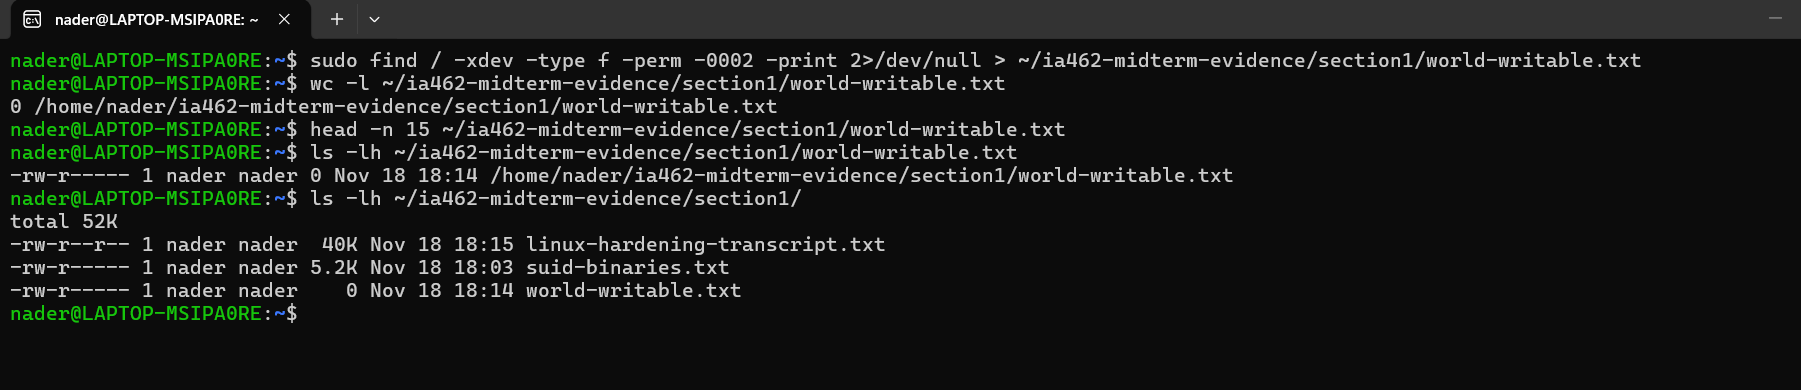 nader@LAPTOP-MSIPA0RE: ~
nader@LAPTOP-MSIPA0RE:~$ sudo find / -xdev -type f -perm -0002 -print 2>/dev/null > ~/ia462-midterm-evidence/section1/world-writable.txt
nader@LAPTOP-MSIPA0RE:~$ wc -l ~/ia462-midterm-evidence/section1/world-writable.txt
0 /home/nader/ia462-midterm-evidence/section1/world-writable.txt
nader@LAPTOP-MSIPA0RE:~$ head -n 15 ~/ia462-midterm-evidence/section1/world-writable.txt
nader@LAPTOP-MSIPA0RE:~$ ls -lh ~/ia462-midterm-evidence/section1/world-writable.txt
-rw-r----- 1 nader nader 0 Nov 18 18:14 /home/nader/ia462-midterm-evidence/section1/world-writable.txt
nader@LAPTOP-MSIPA0RE:~$ ls -lh ~/ia462-midterm-evidence/section1/
total 52K
-rw-r--r-- 1 nader nader  40K Nov 18 18:15 linux-hardening-transcript.txt
-rw-r----- 1 nader nader 5.2K Nov 18 18:03 suid-binaries.txt
-rw-r----- 1 nader nader    0 Nov 18 18:14 world-writable.txt
nader@LAPTOP-MSIPA0RE:~$